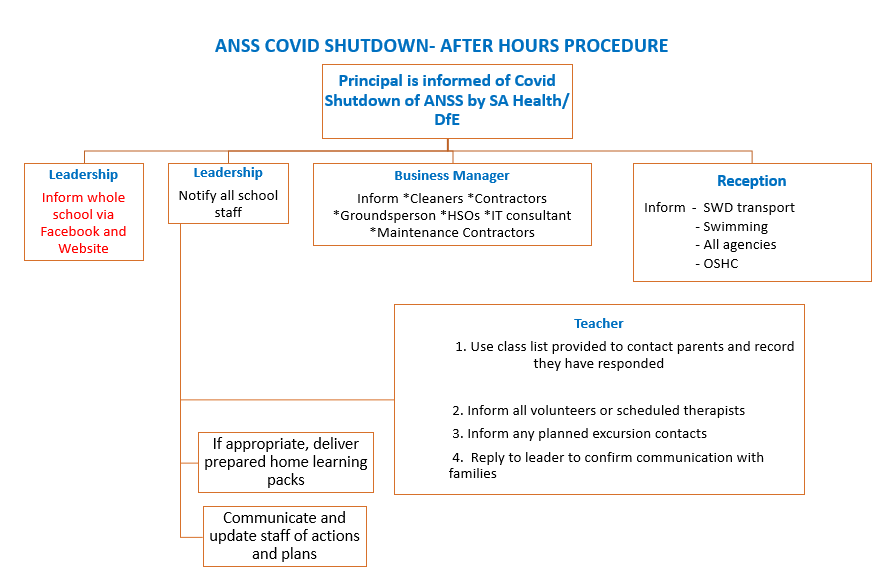 ANSS COVID SHUTDOWN- AFTER HOURS PROCEDURE
Principal is informed of Covid
Shutdown of ANSS by SA Health/
DfE
Leadership
Inform whole
school via
Facebook and
Website
Leadership
Notify all school
staff
Business Manager
Inform *Cleaners *Contractors
*Groundsperson *HSOs *IT consultant
*Maintenance Contractors
Reception
Inform - SWD transport
- Swimming
- All agencies
- OSHC
Teacher
1. Use class list provided to contact parents and record
they have responded
2. Inform all volunteers or scheduled therapists
3. Inform any planned excursion contacts
4. Reply to leader to confirm communication with
families
If appropriate, deliver
prepared home learning
packs
Communicate and
update staff of actions
and plans